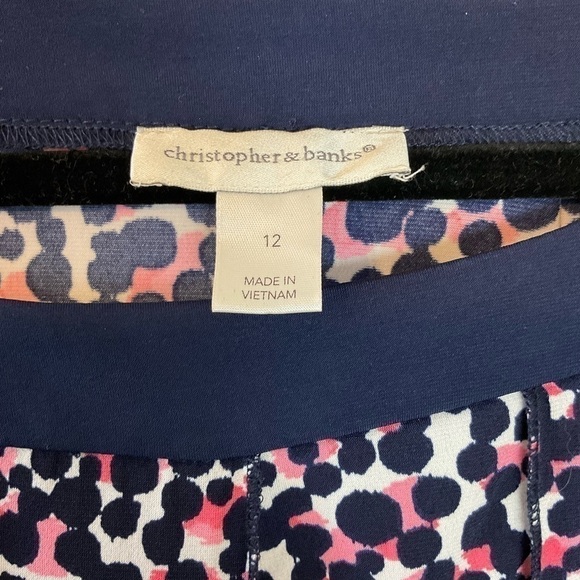 christopher & banks®
12
MADE IN
VIETNAM